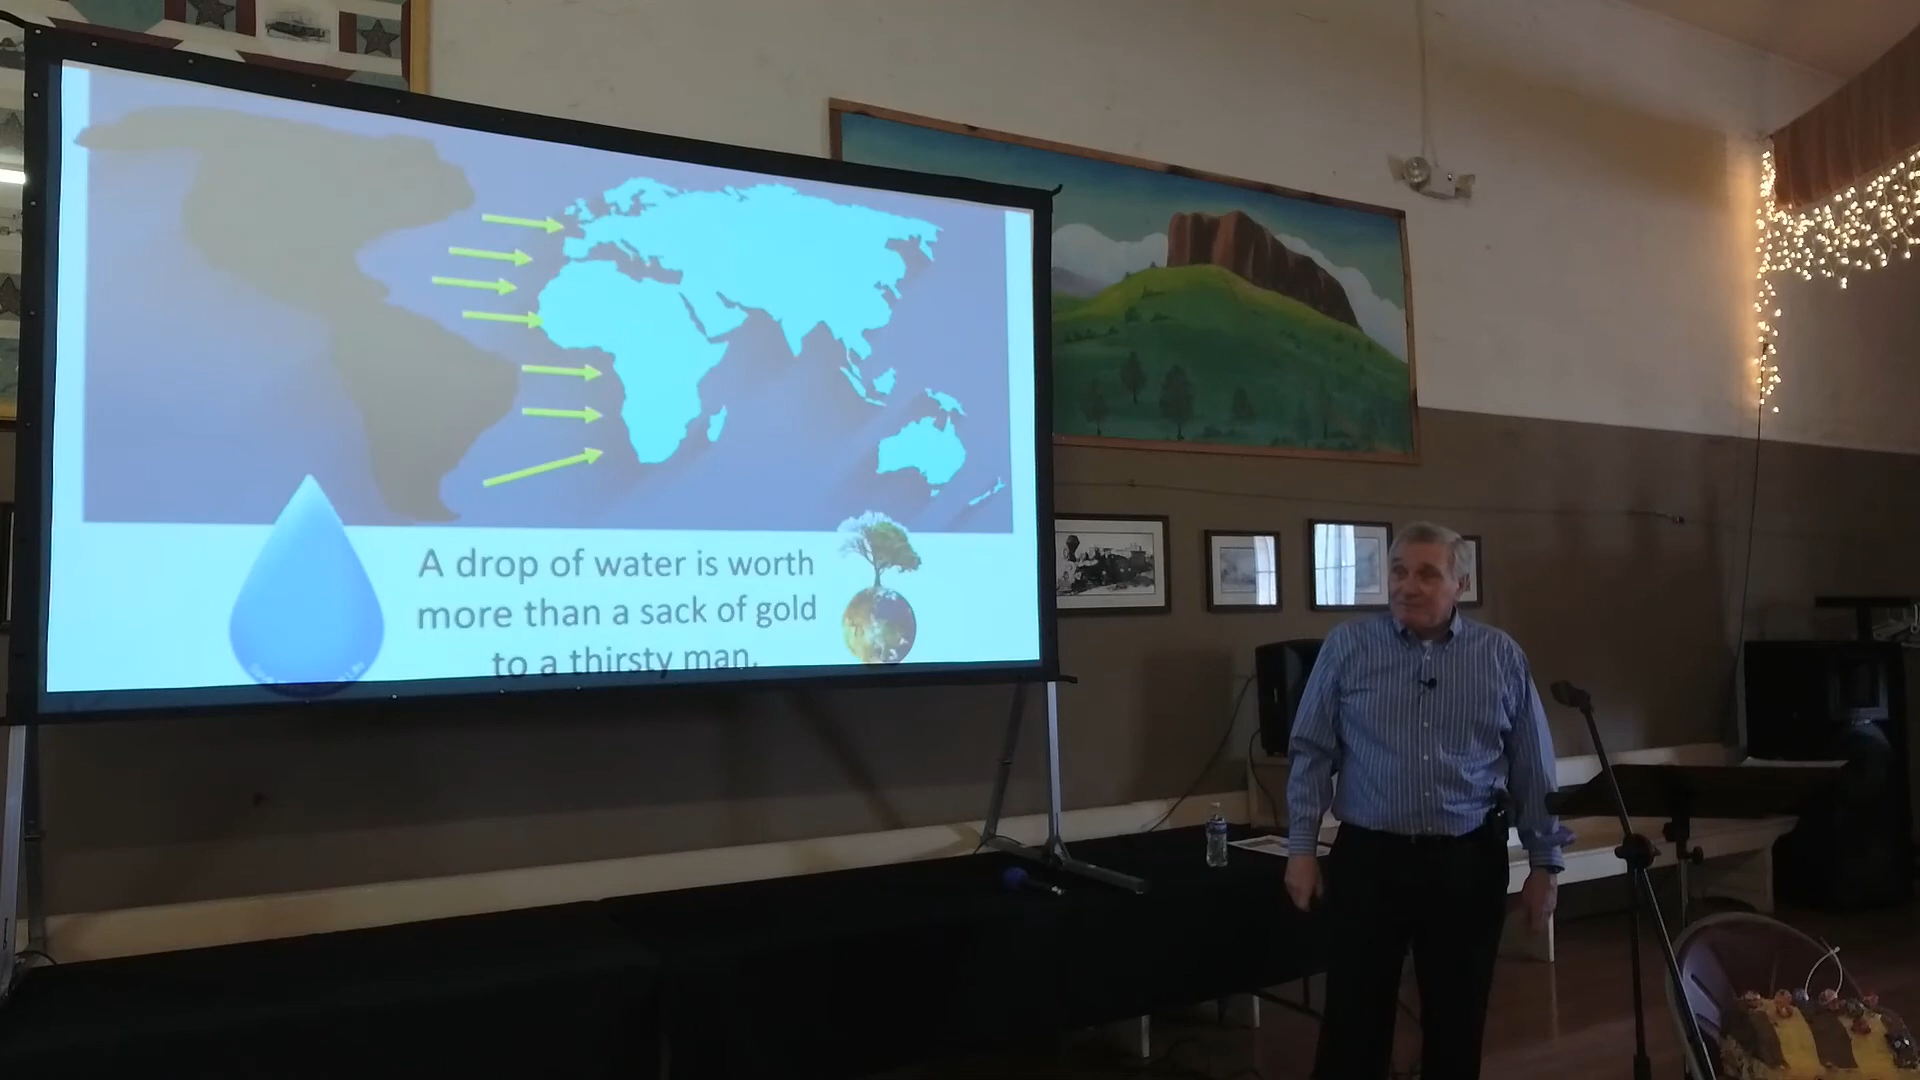 A drop of water is worth
more than a sack of gold
to a thirsty man.